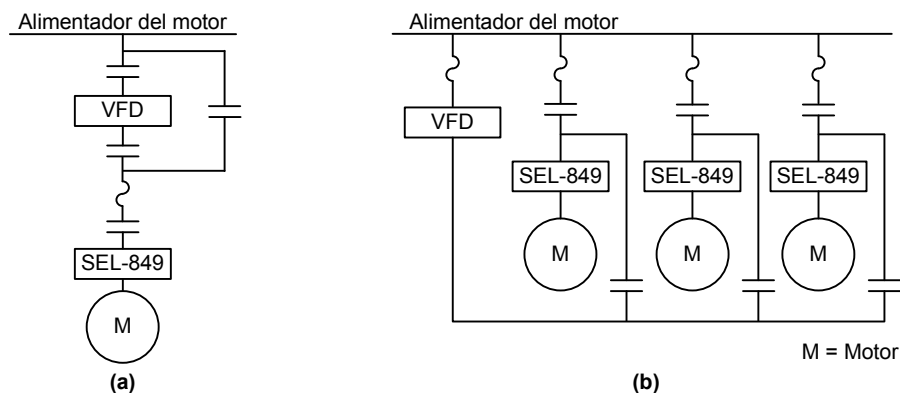 Alimentador del motor
VFD
SEL-849
M
(a)
Alimentador del motor
VFD
SEL-849
SEL-849
SEL-849
M
M
M
M = Motor
(b)